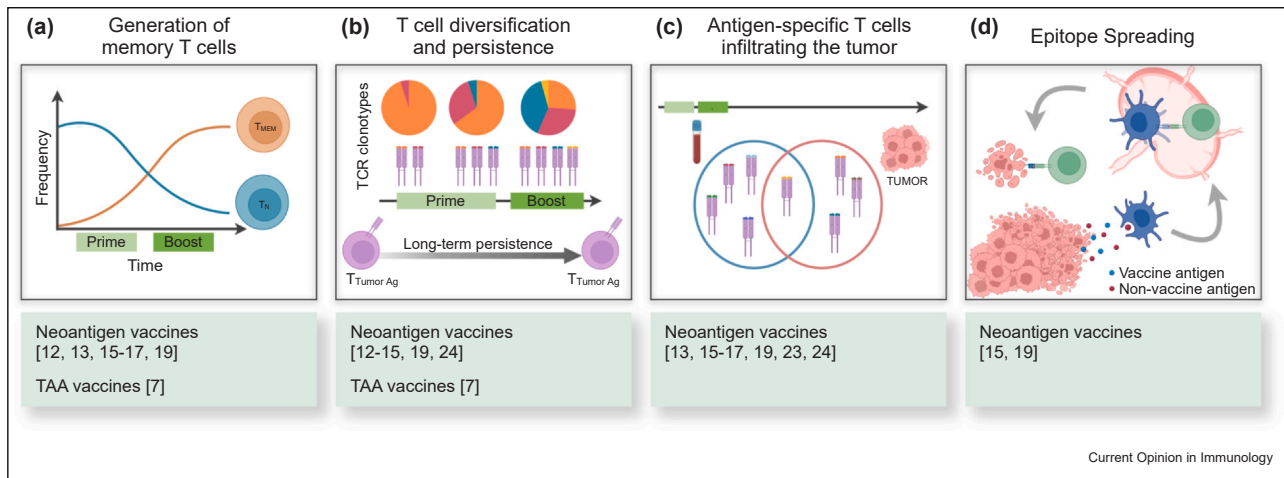 (a)
Generation of
memory T cells
Frequency
TMEM
TN
Prime
Boost
Time
Neoantigen vaccines
[12, 13, 15-17, 19]
TAA vaccines [7]
(b)
T cell diversification
and persistence
TCR clonotypes
Prime
Boost
Long-term persistence
TTumor Ag
TTumor Ag
Neoantigen vaccines
[12-15, 19, 24]
TAA vaccines [7]
(c)
Antigen-specific T cells
infiltrating the tumor
TUMOR
Neoantigen vaccines
[13, 15-17, 19, 23, 24]
(d)
Epitope Spreading
Vaccine antigen
Non-vaccine antigen
Neoantigen vaccines
[15, 19]
Current Opinion in Immunology